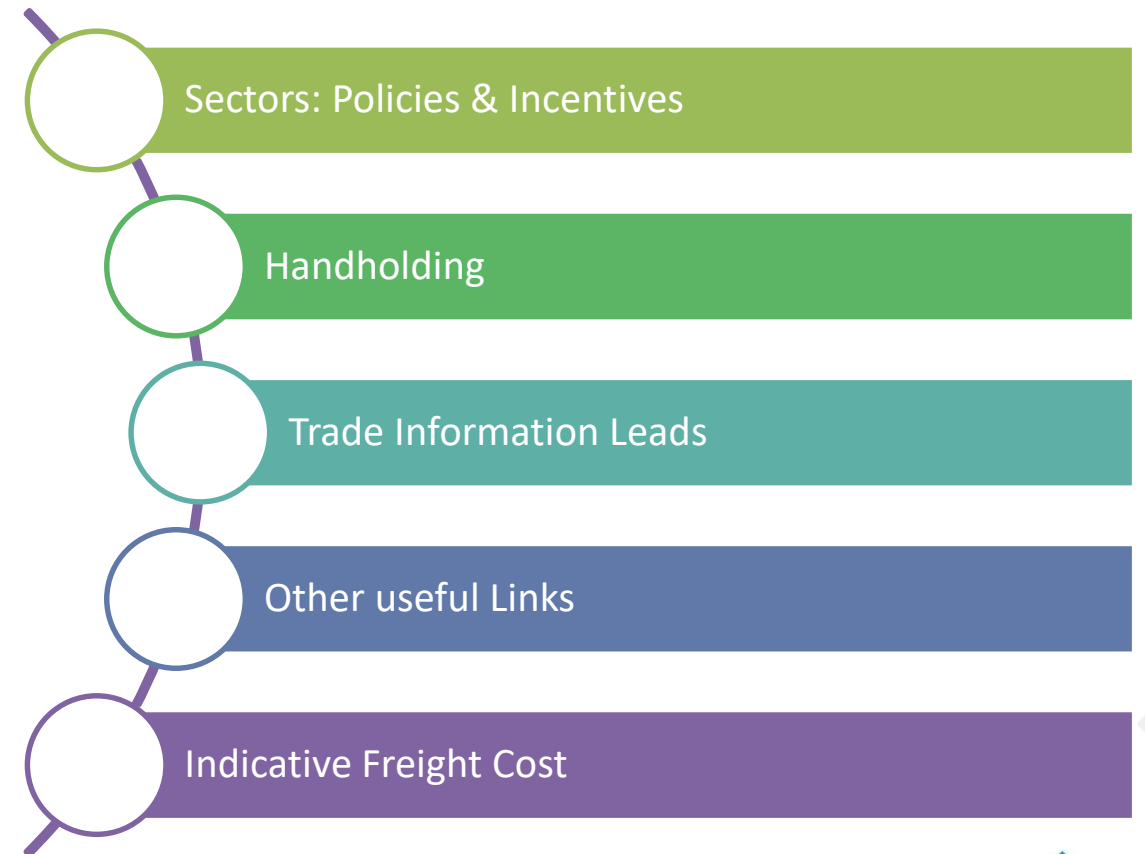 Sectors: Policies & Incentives
Handholding
Trade Information Leads
Other useful Links
Indicative Freight Cost